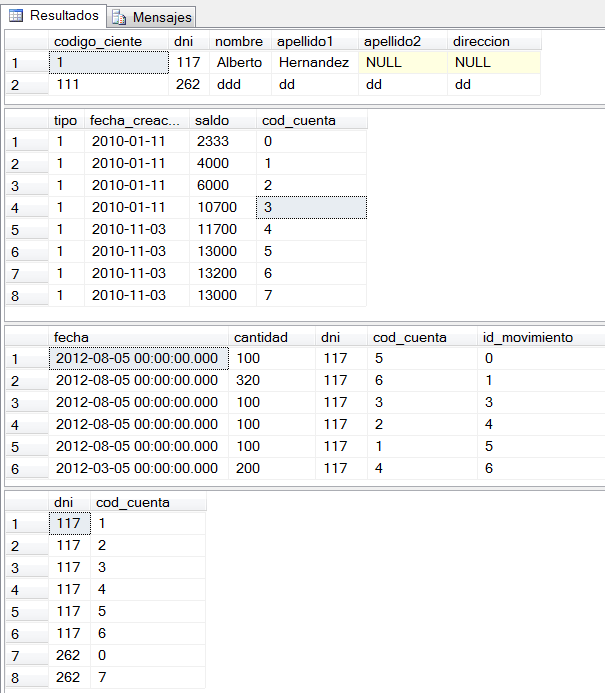 Resultados Mensajes
codigo_ciente dni nombre apellido1 apellido2 direccion
1 1 117 Alberto Hernandez NULL NULL
2 111 262 ddd dd dd dd
tipo fecha_creac... saldo cod_cuenta
1 1 2010-01-11 2333 0
2 1 2010-01-11 4000 1
3 1 2010-01-11 6000 2
4 1 2010-01-11 10700 3
5 1 2010-11-03 11700 4
6 1 2010-11-03 13000 5
7 1 2010-11-03 13200 6
8 1 2010-11-03 13000 7
fecha cantidad dni cod_cuenta id_movimiento
1 2012-08-05 00:00:00.000 100 117 5 0
2 2012-08-05 00:00:00.000 320 117 6 1
3 2012-08-05 00:00:00.000 100 117 3 3
4 2012-08-05 00:00:00.000 100 117 2 4
5 2012-08-05 00:00:00.000 100 117 1 5
6 2012-03-05 00:00:00.000 200 117 4 6
dni cod_cuenta
1 117 1
2 117 2
3 117 3
4 117 4
5 117 5
6 117 6
7 262 0
8 262 7